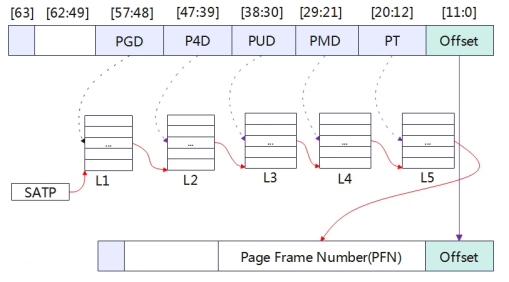 [63] [62:49] [57:48] [47:39] [38:30] [29:21] [20:12] [11:0]
PGD P4D PUD PMD PT Offset
... ... ... ... ...
L1 L2 L3 L4 L5
SATP
Page Frame Number(PFN) Offset